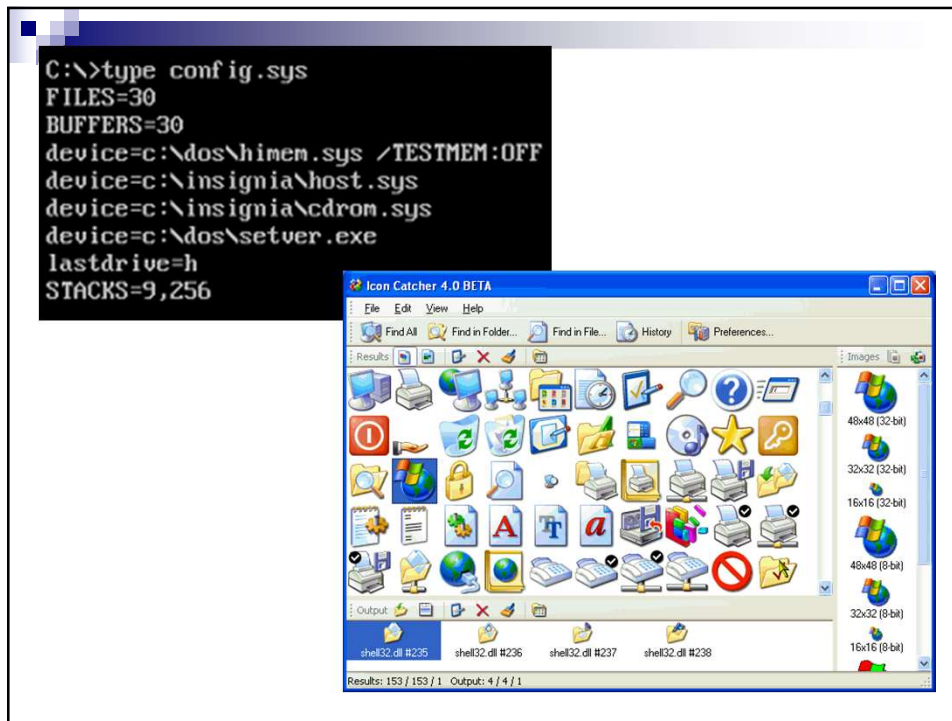 C:\>type config.sys
FILES=30
BUFFERS=30
device=c:\dos\himem.sys /TESTMEM:OFF
device=c:\insignia\host.sys
device=c:\insignia\cdrom.sys
device=c:\dos\setver.exe
lastdrive=h
STACKS=9,256
Icon Catcher 4.0 BETA
File Edit View Help
Find All Find in Folder... Find in File... History Preferences...
Results
Images
48x48 (32-bit)
32x32 (32-bit)
16x16 (32-bit)
48x48 (8-bit)
32x32 (8-bit)
16x16 (8-bit)
Output
shell32.dll #235 shell32.dll #236 shell32.dll #237 shell32.dll #238
Results: 153 / 153 / 1 Output: 4 / 4 / 1